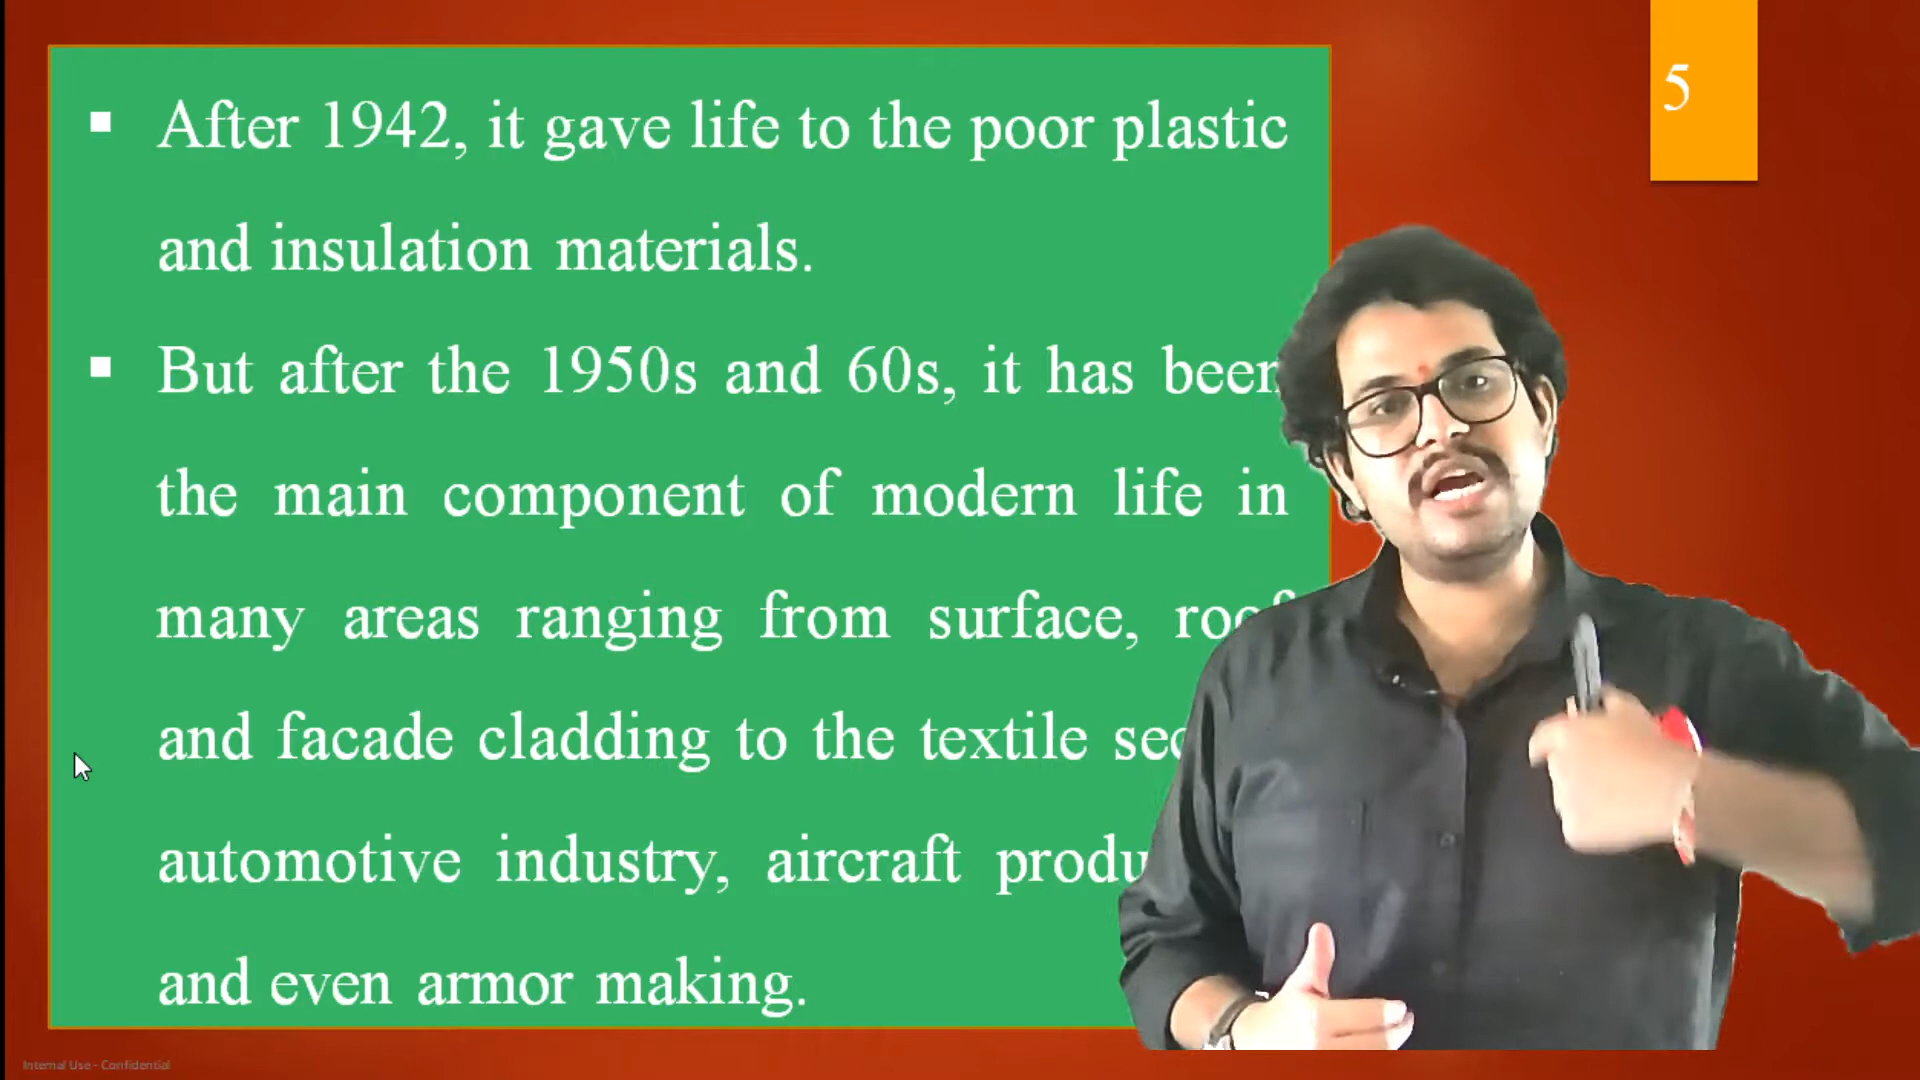 5
After 1942, it gave life to the poor plastic
and insulation materials.
But after the 1950s and 60s, it has been
the main component of modern life in
many areas ranging from surface, roof
and facade cladding to the textile
automotive industry, aircraft
and even armor making.
Internal Use - Confidential